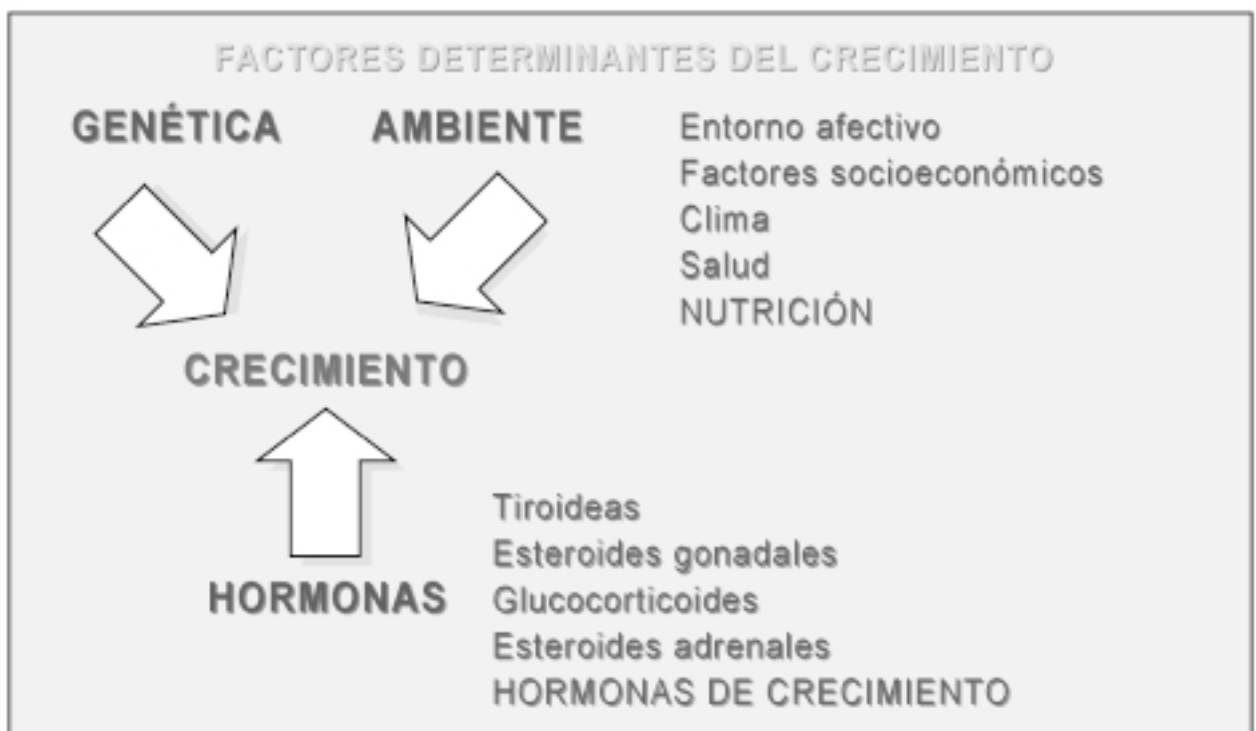 FACTORES DETERMINANTES DEL CRECIMIENTO
GENÉTICA
AMBIENTE
Entorno afectivo
Factores socioeconómicos
Clima
Salud
NUTRICIÓN
CRECIMIENTO
HORMONAS
Tiroideas
Esteroides gonadales
Glucocorticoides
Esteroides adrenales
HORMONAS DE CRECIMIENTO